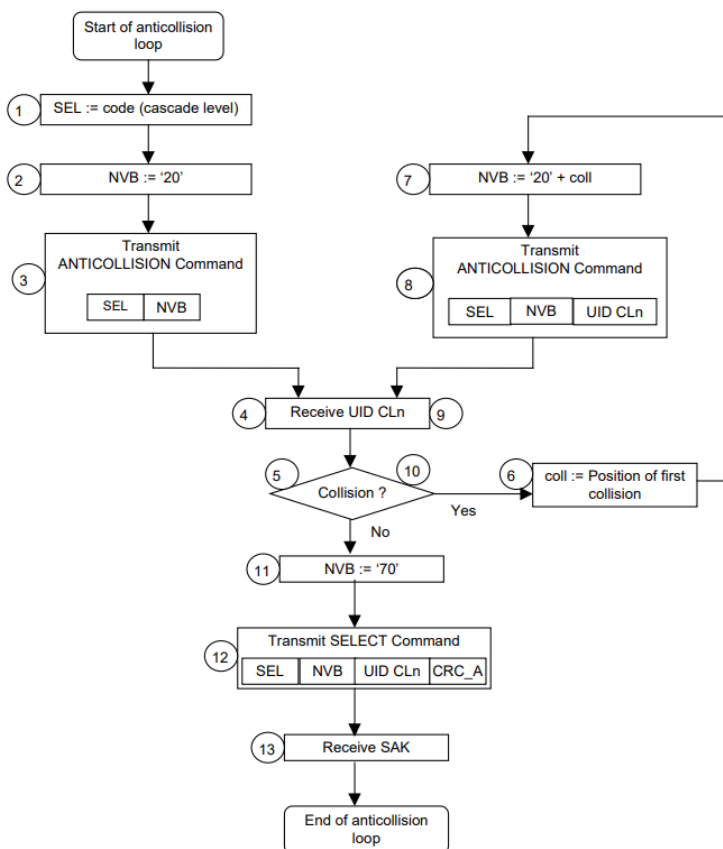 Start of anticollision
loop
1
SEL := code (cascade level)
2
NVB := ‘20’
7
NVB := ‘20’ + coll
3
Transmit
ANTICOLLISION Command
SEL
NVB
8
Transmit
ANTICOLLISION Command
SEL
NVB
UID CLn
4
Receive UID CLn
9
5
Collision ?
10
6
coll := Position of first
collision
Yes
No
11
NVB := ‘70’
12
Transmit SELECT Command
SEL
NVB
UID CLn
CRC_A
13
Receive SAK
End of anticollision
loop